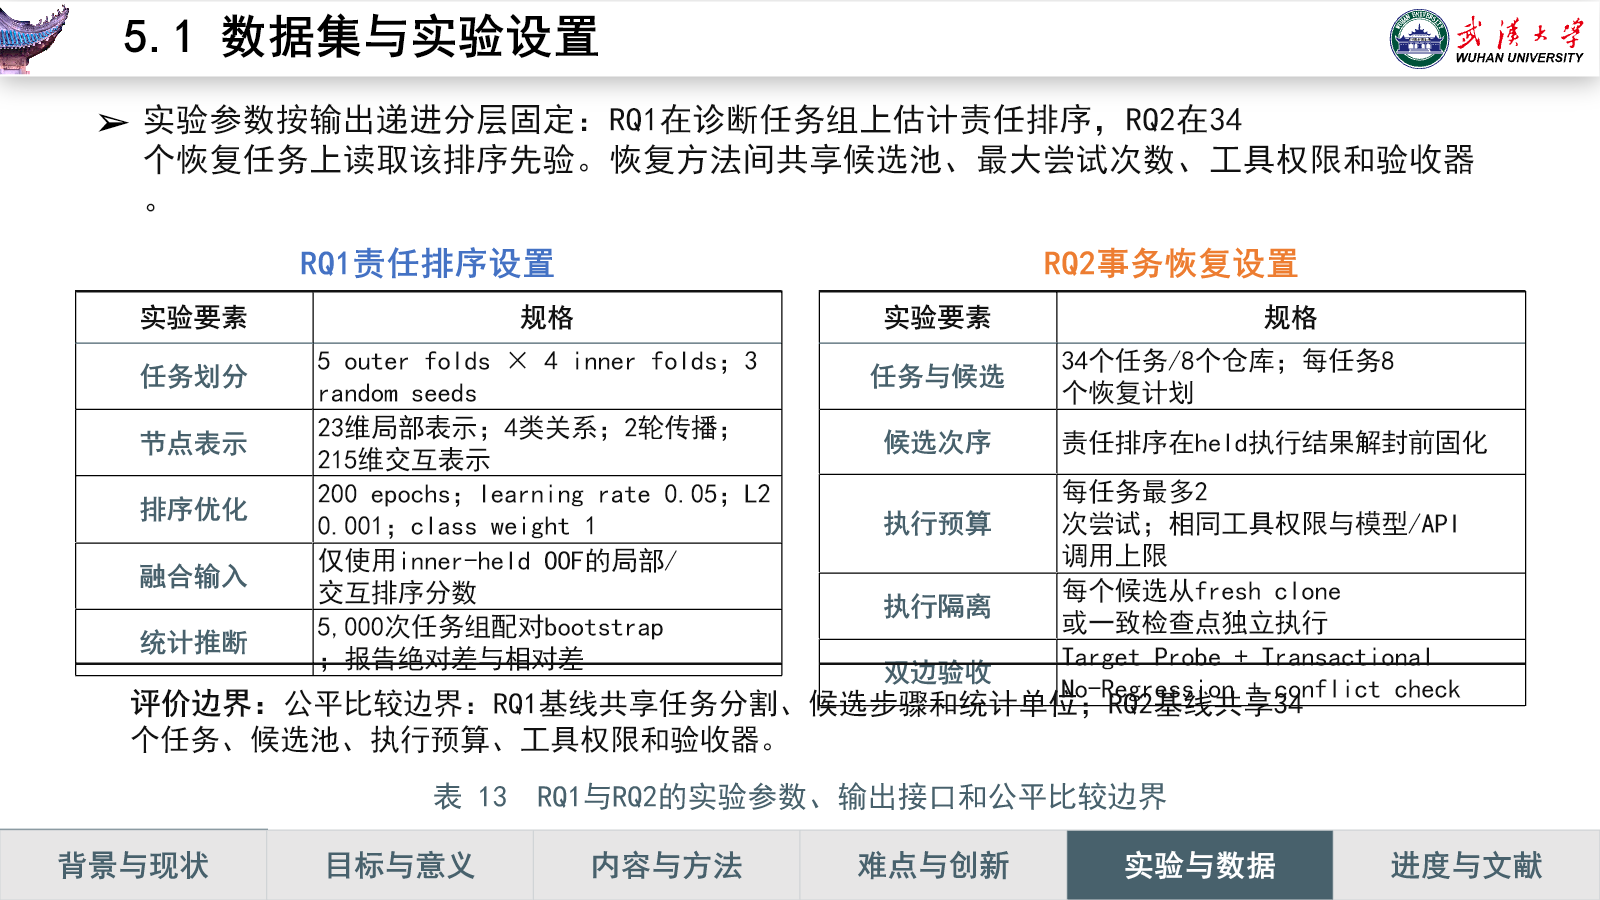 5.1 数据集与实验设置
武漢大学
WUHAN UNIVERSITY
➢ 实验参数按输出递进分层固定：RQ1在诊断任务组上估计责任排序，RQ2在34
个恢复任务上读取该排序先验。恢复方法间共享候选池、最大尝试次数、工具权限和验收器
。
RQ1责任排序设置
实验要素 规格
任务划分 5 outer folds × 4 inner folds；3
random seeds
节点表示 23维局部表示；4类关系；2轮传播；
215维交互表示
排序优化 200 epochs；learning rate 0.05；L2
0.001；class weight 1
融合输入 仅使用inner-held OOF的局部/
交互排序分数
统计推断 5,000次任务组配对bootstrap
；报告绝对差与相对差
RQ2事务恢复设置
实验要素 规格
任务与候选 34个任务/8个仓库；每任务8
个恢复计划
候选次序 责任排序在held执行结果解封前固化
执行预算 每任务最多2
次尝试；相同工具权限与模型/API
调用上限
执行隔离 每个候选从fresh clone
或一致检查点独立执行
双边验收 Target Probe + Transactional
No-Regression + conflict check
评价边界：公平比较边界：RQ1基线共享任务分割、候选步骤和统计单位；RQ2基线共享34
个任务、候选池、执行预算、工具权限和验收器。
表 13 RQ1与RQ2的实验参数、输出接口和公平比较边界
背景与现状 目标与意义 内容与方法 难点与创新 实验与数据 进度与文献